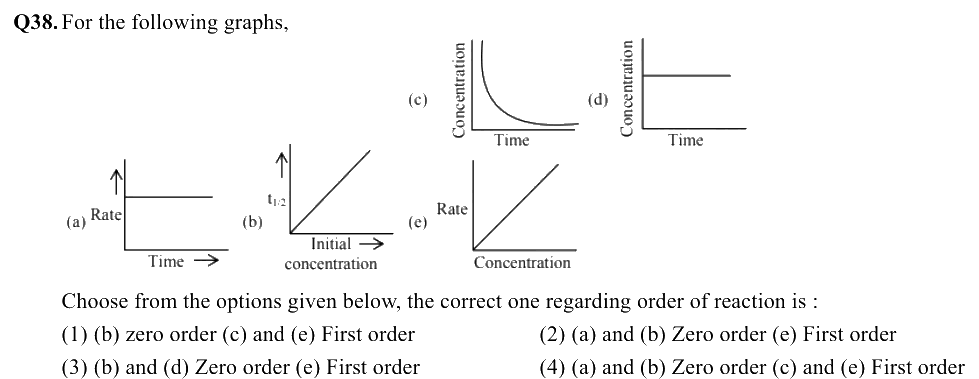 Q38. For the following graphs,
(c) Concentration Time
(d) Concentration Time
(a) Rate Time
(b) t1/2 Initial concentration
(e) Rate Concentration
Choose from the options given below, the correct one regarding order of reaction is :
(1) (b) zero order (c) and (e) First order
(2) (a) and (b) Zero order (e) First order
(3) (b) and (d) Zero order (e) First order
(4) (a) and (b) Zero order (c) and (e) First order